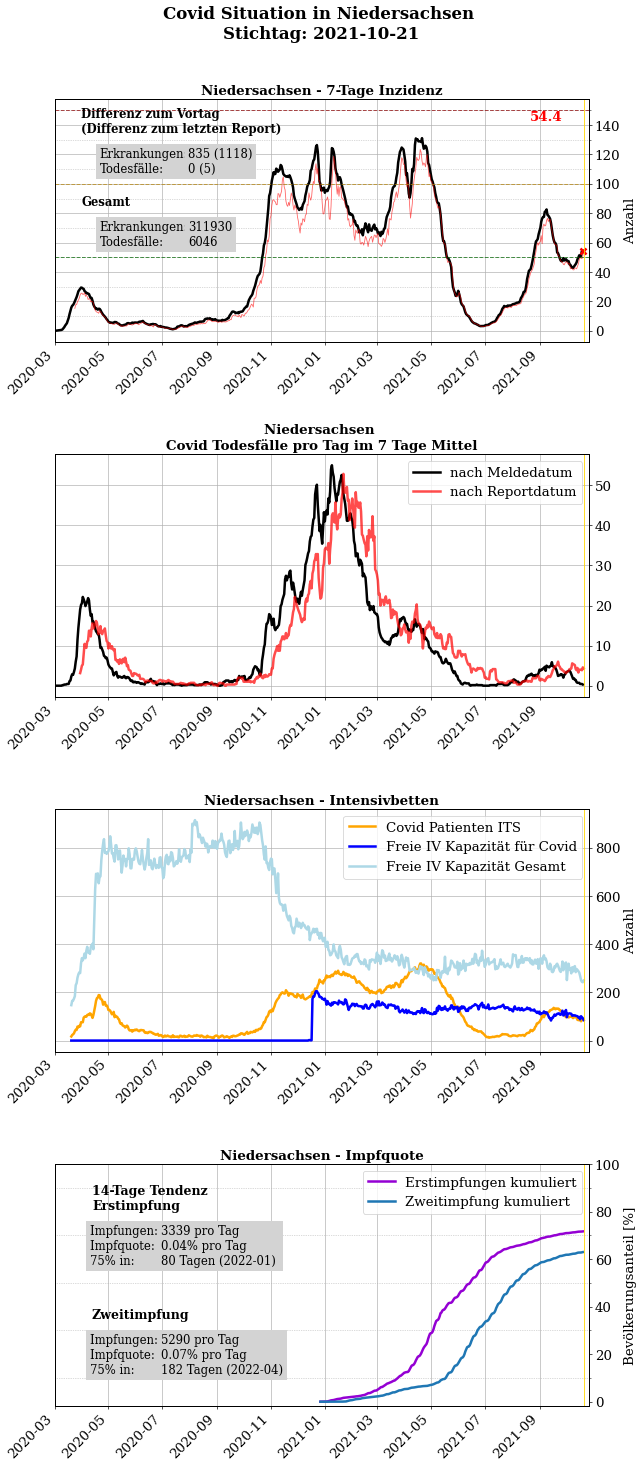 Covid Situation in Niedersachsen
Stichtag: 2021-10-21
Niedersachsen - 7-Tage Inzidenz
Differenz zum Vortag
(Differenz zum letzten Report)
Erkrankungen 835 (1118)
Todesfälle: 0 (5)
Gesamt
Erkrankungen 311930
Todesfälle: 6046
54.4
140
120
100
80
60
40
20
0
Anzahl
2020-03
2020-05
2020-07
2020-09
2020-11
2021-01
2021-03
2021-05
2021-07
2021-09
Niedersachsen
Covid Todesfälle pro Tag im 7 Tage Mittel
nach Meldedatum
nach Reportdatum
50
40
30
20
10
0
2020-03
2020-05
2020-07
2020-09
2020-11
2021-01
2021-03
2021-05
2021-07
2021-09
Niedersachsen - Intensivbetten
Covid Patienten ITS
Freie IV Kapazität für Covid
Freie IV Kapazität Gesamt
800
600
400
200
0
Anzahl
2020-03
2020-05
2020-07
2020-09
2020-11
2021-01
2021-03
2021-05
2021-07
2021-09
Niedersachsen - Impfquote
14-Tage Tendenz
Erstimpfung
Impfungen: 3339 pro Tag
Impfquote: 0.04% pro Tag
75% in: 80 Tagen (2022-01)
Zweitimpfung
Impfungen: 5290 pro Tag
Impfquote: 0.07% pro Tag
75% in: 182 Tagen (2022-04)
Erstimpfungen kumuliert
Zweitimpfung kumuliert
100
80
60
40
20
0
Bevölkerungsanteil [%]
2020-03
2020-05
2020-07
2020-09
2020-11
2021-01
2021-03
2021-05
2021-07
2021-09